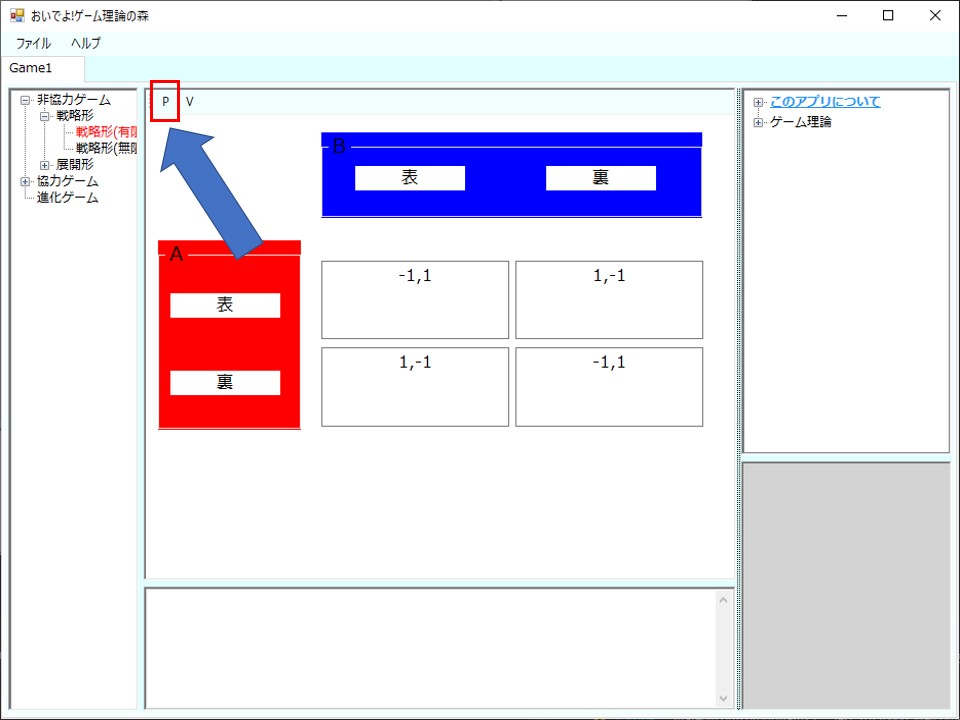 おいでよ!ゲーム理論の森
ファイル ヘルプ
Game1
非協力ゲーム
戦略形
戦略形(有限
戦略形(無限
展開形
協力ゲーム
進化ゲーム
P V
B
表 裏
A
表
裏
-1,1 1,-1
1,-1 -1,1
このアプリについて
ゲーム理論